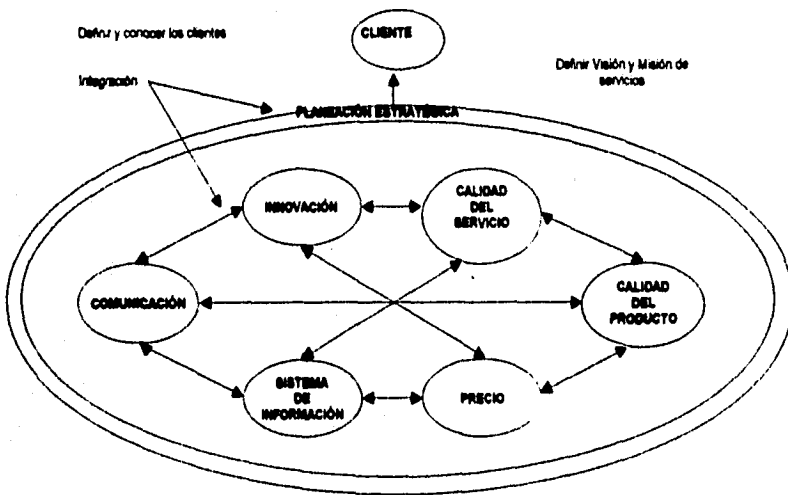 Definir y conocer los clientes
CLIENTE
Definir Visión y Misión de
servicios
Integración
PLANEACIÓN ESTRATÉGICA
INNOVACIÓN
CALIDAD
DEL
SERVICIO
COMUNICACIÓN
CALIDAD
DEL
PRODUCTO
SISTEMA
DE
INFORMACIÓN
PRECIO